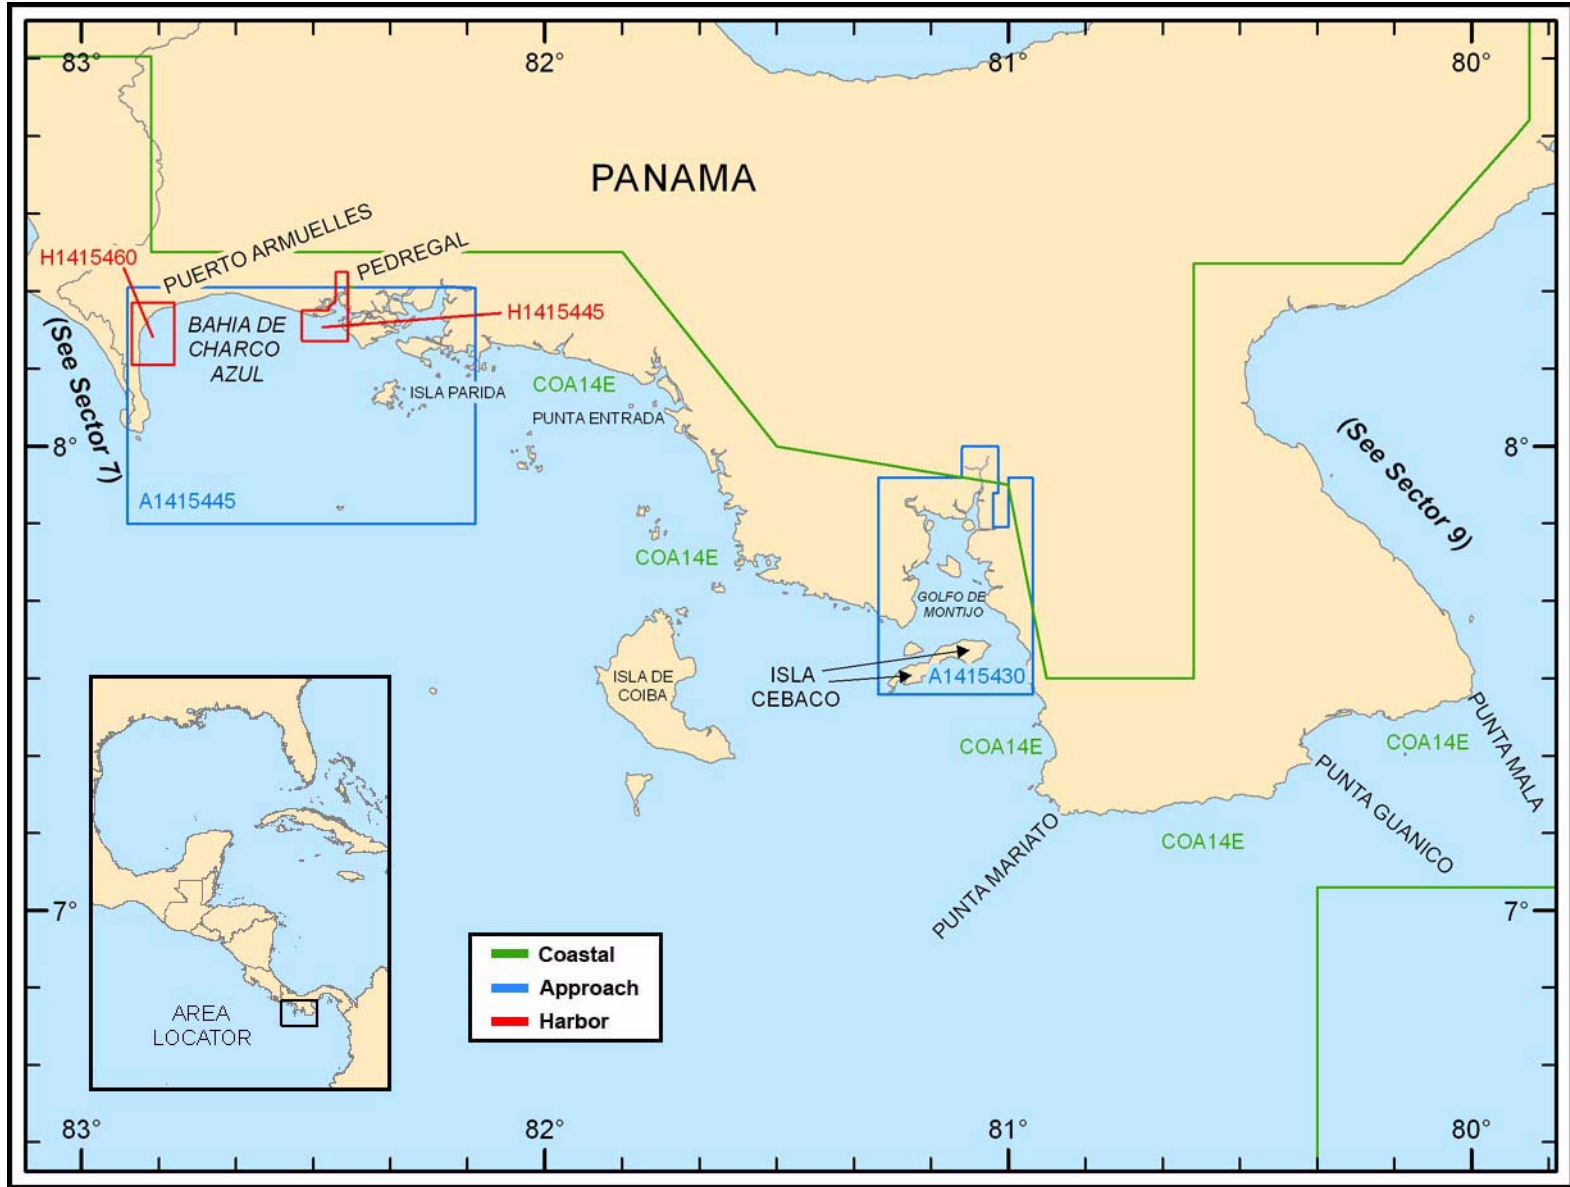 83°
82°
81°
80°
PANAMA
H1415460
PUERTO ARMUELLES
PEDREGAL
H1415445
BAHIA DE
CHARCO
AZUL
(See Sector 7)
ISLA PARIDA
COA14E
PUNTA ENTRADA
8°
8°
(See Sector 9)
A1415445
COA14E
GOLFO DE
MONTIJO
ISLA DE
COIBA
ISLA
CEBACO
A1415430
COA14E
COA14E
PUNTA MALA
PUNTA GUANICO
PUNTA MARIATO
COA14E
7°
7°
Coastal
Approach
Harbor
AREA
LOCATOR
83°
82°
81°
80°